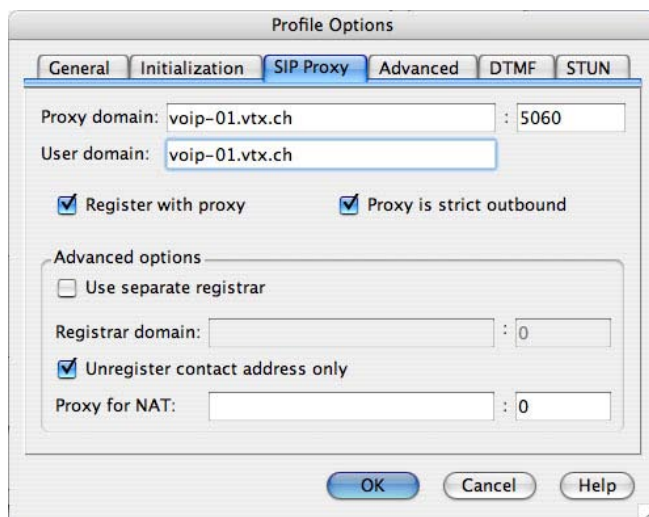 Profile Options
General Initialization SIP Proxy Advanced DTMF STUN
Proxy domain: voip-01.vtx.ch : 5060
User domain: voip-01.vtx.ch
Register with proxy Proxy is strict outbound
Advanced options
Use separate registrar
Registrar domain: : 0
Unregister contact address only
Proxy for NAT: : 0
OK Cancel Help